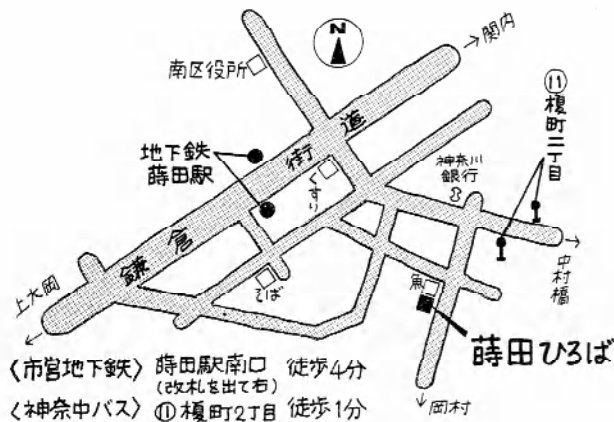 N
→関内
南区役所
⑪榎町二丁目
地下鉄
蒔田駅
鎌倉街道
くすり
神奈川
銀行
→中村橋
そば
魚
上大岡
←
蒔田ひろば
↓岡村
〈市営地下鉄〉 蒔田駅南口 徒歩4分
(改札を出て右)
〈神奈中バス〉 ⑪榎町2丁目 徒歩1分